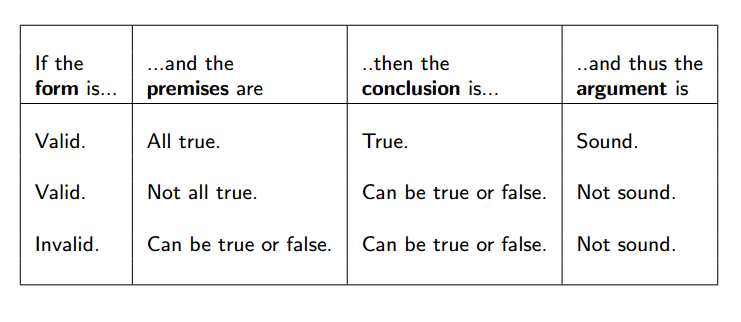 If the ...and the ..then the ..and thus the
form is... premises are conclusion is... argument is
Valid. All true. True. Sound.
Valid. Not all true. Can be true or false. Not sound.
Invalid. Can be true or false. Can be true or false. Not sound.